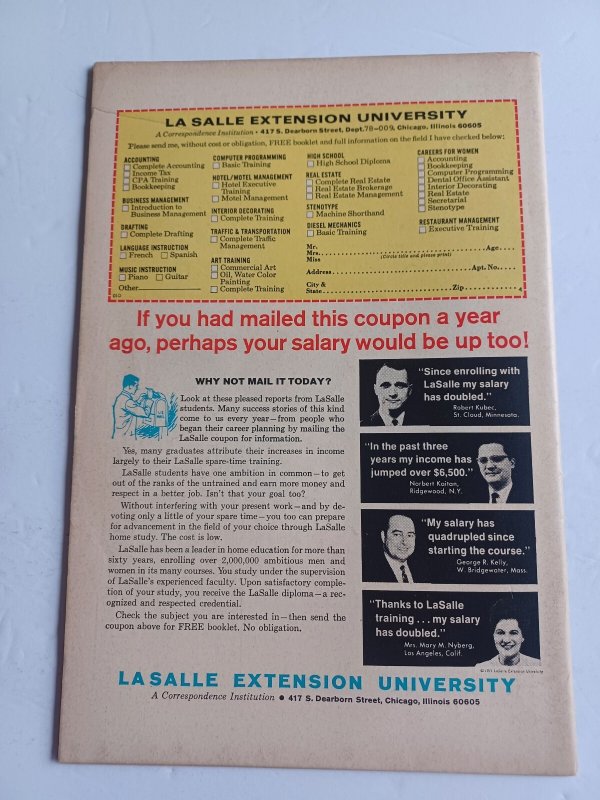 LA SALLE EXTENSION UNIVERSITY
A Correspondence Institution • 417 S. Dearborn Street, Dept. 78-009, Chicago, Illinois 60605
Please send me, without cost or obligation, FREE booklet and full information on the field I have checked below:
ACCOUNTING
Complete Accounting
Income Tax
CPA Training
Bookkeeping
BUSINESS MANAGEMENT
Introduction to
Business Management
DRAFTING
Complete Drafting
LANGUAGE INSTRUCTION
French Spanish
MUSIC INSTRUCTION
Piano Guitar
Other
COMPUTER PROGRAMMING
Basic Training
HOTEL/MOTEL MANAGEMENT
Hotel Executive
Training
Motel Management
INTERIOR DECORATING
Complete Training
TRAFFIC & TRANSPORTATION
Complete Traffic
Management
ART TRAINING
Commercial Art
Oil, Water Color
Painting
Complete Training
HIGH SCHOOL
High School Diploma
REAL ESTATE
Complete Real Estate
Real Estate Brokerage
Real Estate Management
STENOTYPE
Machine Shorthand
DIESEL MECHANICS
Basic Training
CAREERS FOR WOMEN
Accounting
Bookkeeping
Computer Programming
Dental Office Assistant
Interior Decorating
Real Estate
Secretarial
Stenotype
RESTAURANT MANAGEMENT
Executive Training
Mr.
Mrs. Age
Miss (Circle title and please print)
Address Apt. No.
City &
State Zip
If you had mailed this coupon a year
ago, perhaps your salary would be up too!
WHY NOT MAIL IT TODAY?
Look at these pleased reports from LaSalle
students. Many success stories of this kind
come to us every year—from people who
began their career planning by mailing the
LaSalle coupon for information.
Yes, many graduates attribute their increases in income
largely to their LaSalle spare-time training.
LaSalle students have one ambition in common—to get
out of the ranks of the untrained and earn more money and
respect in a better job. Isn't that your goal too?
Without interfering with your present work—and by de-
voting only a little of your spare time—you too can prepare
for advancement in the field of your choice through LaSalle
home study. The cost is low.
LaSalle has been a leader in home education for more than
sixty years, enrolling over 2,000,000 ambitious men and
women in its many courses. You study under the supervision
of LaSalle's experienced faculty. Upon satisfactory comple-
tion of your study, you receive the LaSalle diploma—a rec-
ognized and respected credential.
Check the subject you are interested in—then send the
coupon above for FREE booklet. No obligation.
"Since enrolling with
LaSalle my salary
has doubled."
Robert Kubec,
St. Cloud, Minnesota.
"In the past three
years my income has
jumped over $6,500."
Norbert Kaitan,
Ridgewood, N.Y.
"My salary has
quadrupled since
starting the course."
George R. Kelly,
W. Bridgewater, Mass.
"Thanks to LaSalle
training . . . my salary
has doubled."
Mrs. Mary M. Nyberg,
Los Angeles, Calif.
LA SALLE EXTENSION UNIVERSITY
A Correspondence Institution • 417 S. Dearborn Street, Chicago, Illinois 60605